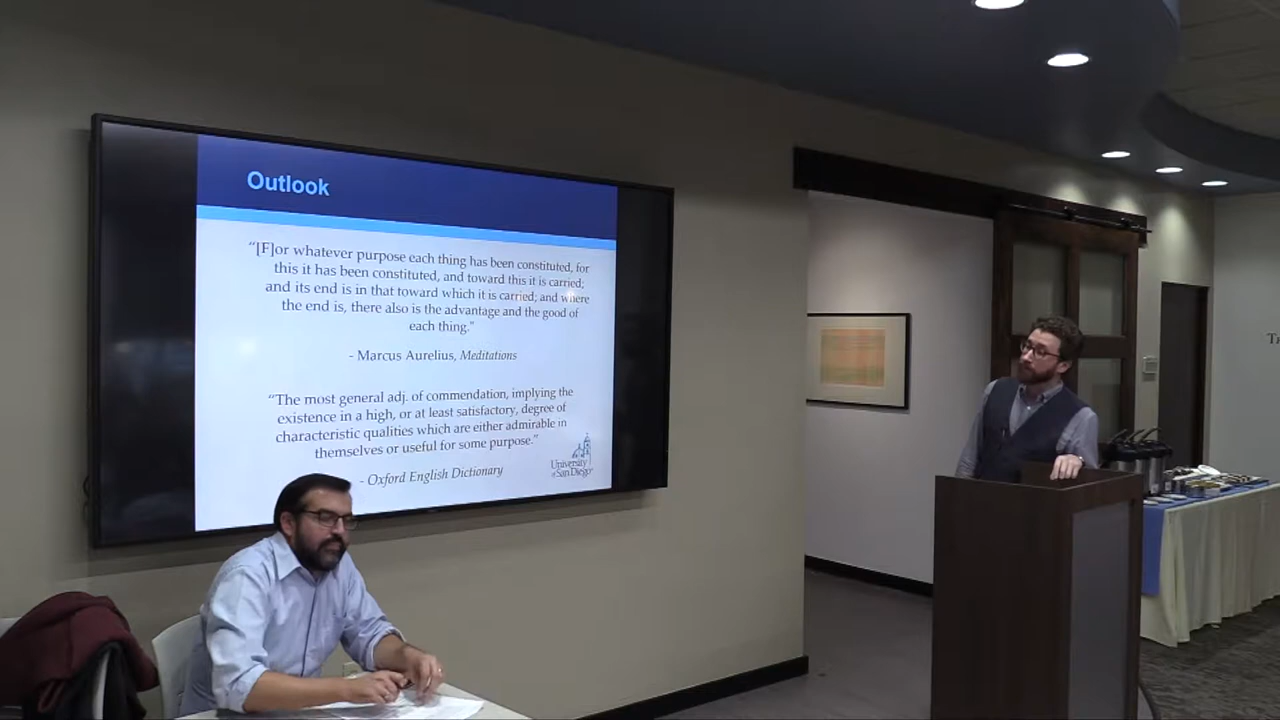 Outlook
“[F]or whatever purpose each thing has been constituted, for
this it has been constituted, and toward this it is carried;
and its end is in that toward which it is carried; and where
the end is, there also is the advantage and the good of
each thing.”
- Marcus Aurelius, Meditations
“The most general adj. of commendation, implying the
existence in a high, or at least satisfactory, degree of
characteristic qualities which are either admirable in
themselves or useful for some purpose.”
- Oxford English Dictionary
University
of San Diego